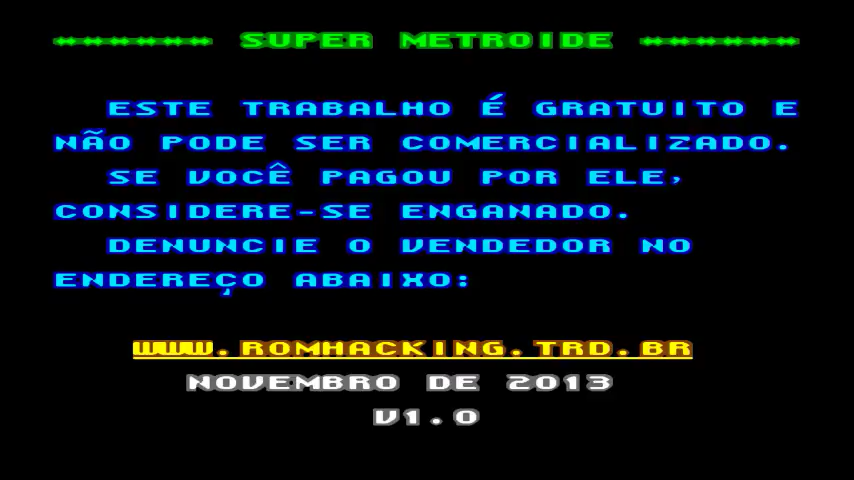 SUPER METROIDE
ESTE TRABALHO É GRATUITO E
NÃO PODE SER COMERCIALIZADO.
SE VOCÊ PAGOU POR ELE,
CONSIDERE-SE ENGANADO.
DENUNCIE O VENDEDOR NO
ENDEREÇO ABAIXO:
WWW.ROMHACKING.TRD.BR
NOVEMBRO DE 2013
V1.0